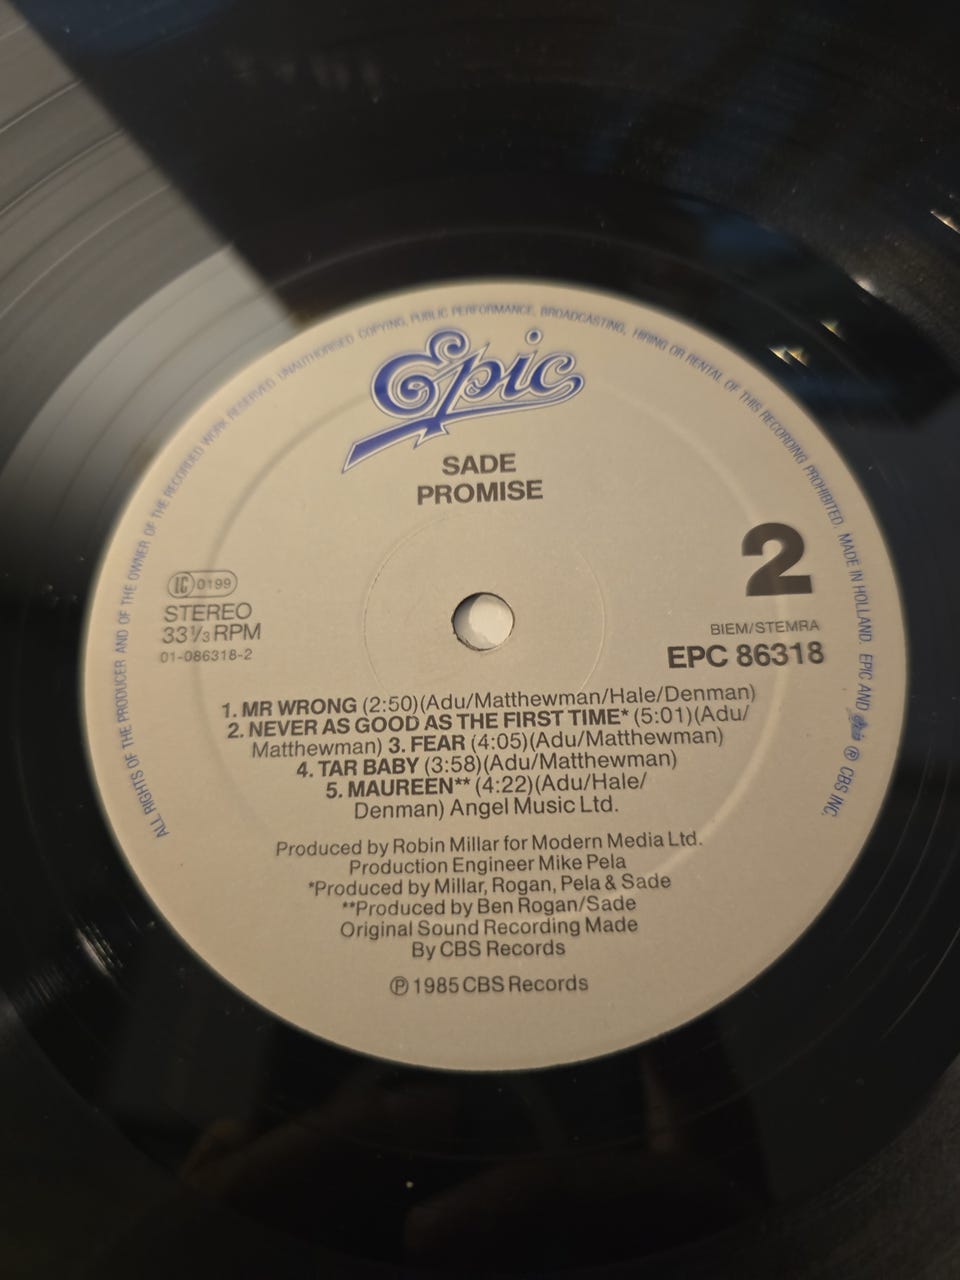 ALL RIGHTS OF THE PRODUCER AND OF THE OWNER OF THE RECORDED WORK RESERVED. UNAUTHORISED COPYING, PUBLIC PERFORMANCE, BROADCASTING, HIRING OR RENTAL OF THIS RECORDING PROHIBITED. MADE IN HOLLAND. EPIC AND Epic ® CBS INC.
Epic
SADE
PROMISE
2
LC 0199
STEREO
33⅓ RPM
01-086318-2
BIEM/STEMRA
EPC 86318
1. MR WRONG (2:50)(Adu/Matthewman/Hale/Denman)
2. NEVER AS GOOD AS THE FIRST TIME* (5:01)(Adu/
Matthewman) 3. FEAR (4:05)(Adu/Matthewman)
4. TAR BABY (3:58)(Adu/Matthewman)
5. MAUREEN** (4:22)(Adu/Hale/
Denman) Angel Music Ltd.
Produced by Robin Millar for Modern Media Ltd.
Production Engineer Mike Pela
*Produced by Millar, Rogan, Pela & Sade
**Produced by Ben Rogan/Sade
Original Sound Recording Made
By CBS Records
℗ 1985 CBS Records